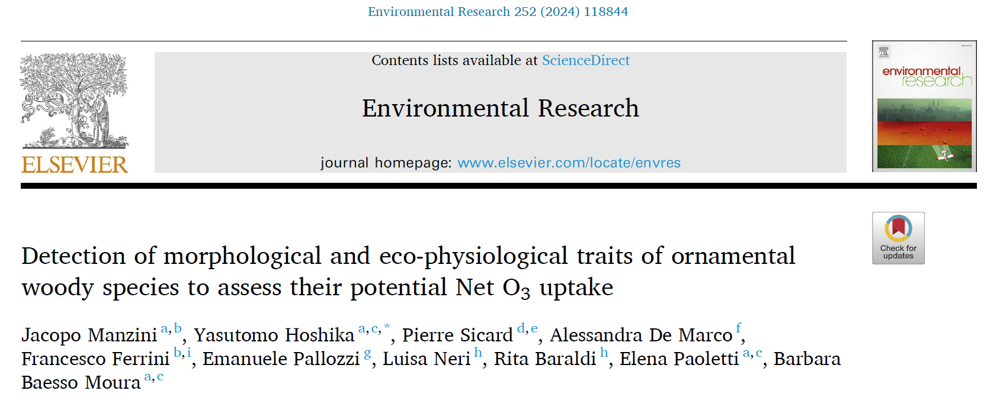 Environmental Research 252 (2024) 118844
Contents lists available at ScienceDirect
Environmental Research
journal homepage: www.elsevier.com/locate/envres
NON SOLUS
ELSEVIER
environmental
research
Check for
updates
Detection of morphological and eco-physiological traits of ornamental
woody species to assess their potential Net O₃ uptake
Jacopo Manzini a,b, Yasutomo Hoshika a,c,*, Pierre Sicard d,e, Alessandra De Marco f,
Francesco Ferrini b,i, Emanuele Pallozzi g, Luisa Neri h, Rita Baraldi h, Elena Paoletti a,c, Barbara
Baesso Moura a,c